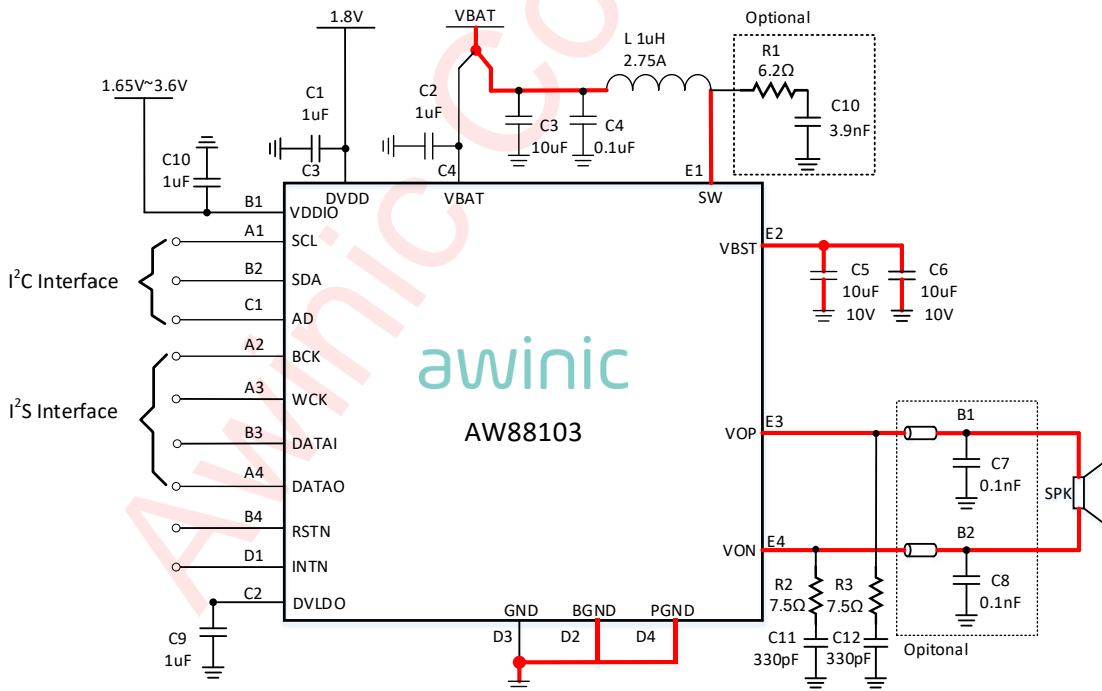 Optional
1.8V
VBAT
L 1uH
2.75A
R1
6.2Ω
C10
3.9nF
1.65V~3.6V
C1
1uF
C2
1uF
C3
10uF
C4
0.1uF
C10
1uF
C3
C4
E1
DVDD
VBAT
SW
B1
VDDIO
A1
SCL
B2
SDA
C1
AD
I²C Interface
A2
BCK
A3
WCK
B3
DATAI
A4
DATAO
I²S Interface
B4
RSTN
D1
INTN
C2
DVLDO
C9
1uF
awinic
AW88103
E2
VBST
C5
10uF
10V
C6
10uF
10V
E3
VOP
E4
VON
B1
C7
0.1nF
SPK
B2
C8
0.1nF
R2
7.5Ω
R3
7.5Ω
C11
330pF
C12
330pF
Opitonal
GND
BGND
PGND
D3
D2
D4
Awinic Co